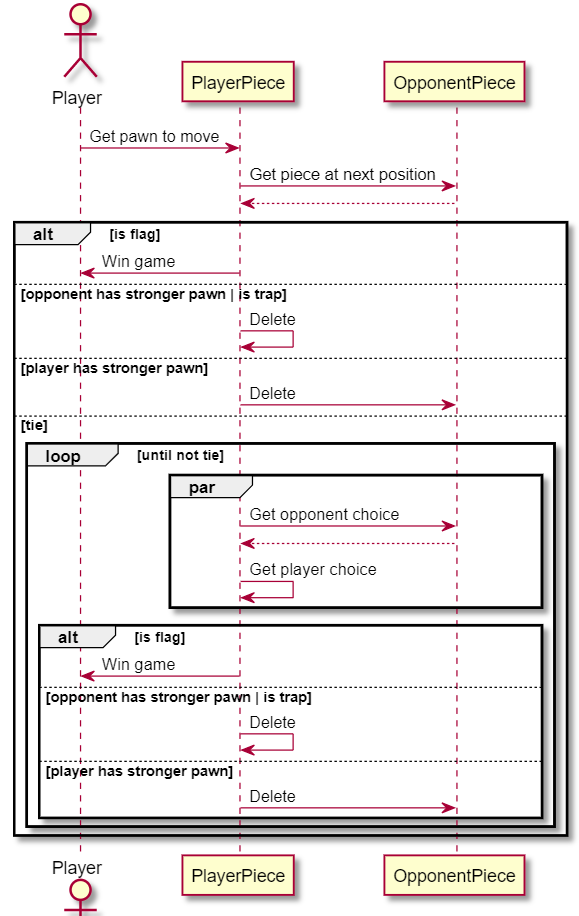 Player
PlayerPiece
OpponentPiece
Get pawn to move
Get piece at next position
alt [is flag]
Win game
[opponent has stronger pawn | is trap]
Delete
[player has stronger pawn]
Delete
[tie]
loop [until not tie]
par
Get opponent choice
Get player choice
alt [is flag]
Win game
[opponent has stronger pawn | is trap]
Delete
[player has stronger pawn]
Delete
Player
PlayerPiece
OpponentPiece